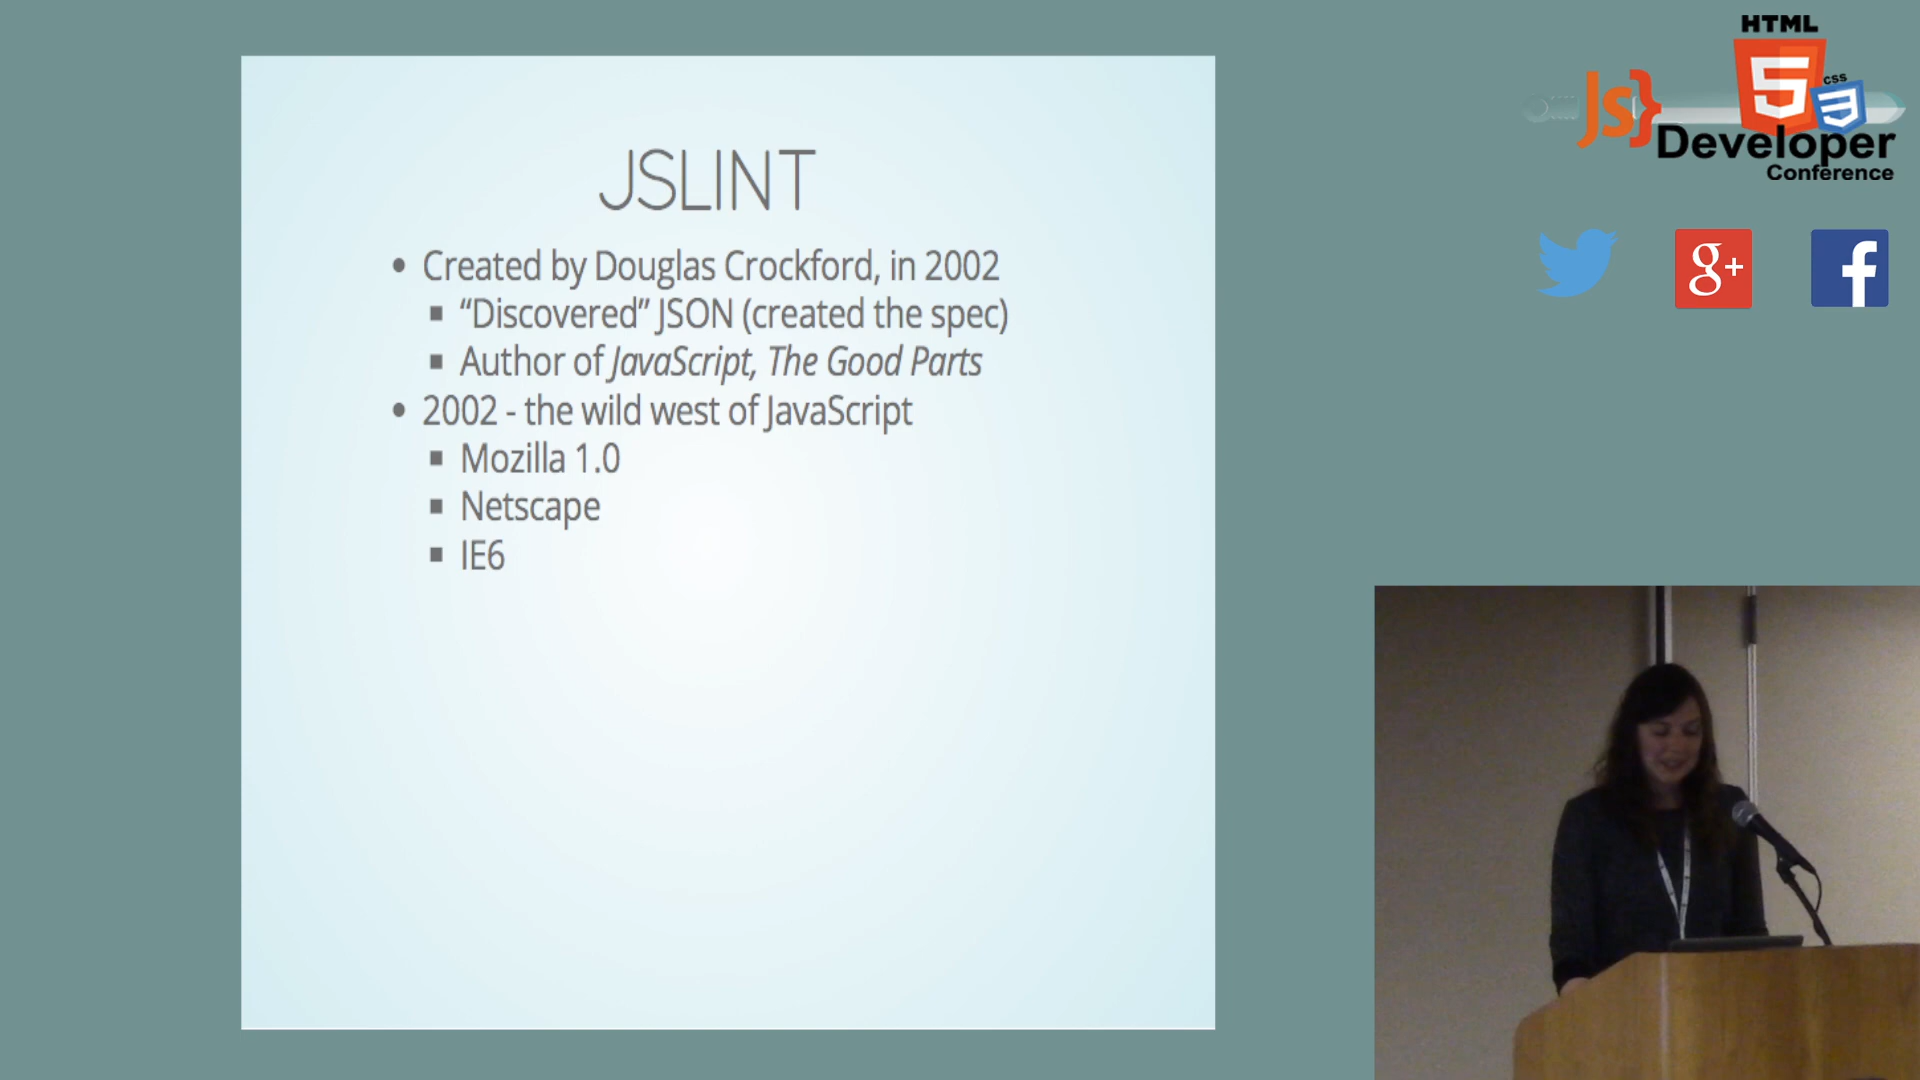 JSLINT
• Created by Douglas Crockford, in 2002
▪ “Discovered” JSON (created the spec)
▪ Author of JavaScript, The Good Parts
• 2002 - the wild west of JavaScript
▪ Mozilla 1.0
▪ Netscape
▪ IE6
HTML
5
CSS
3
Js}
Developer
Conference
g+
f